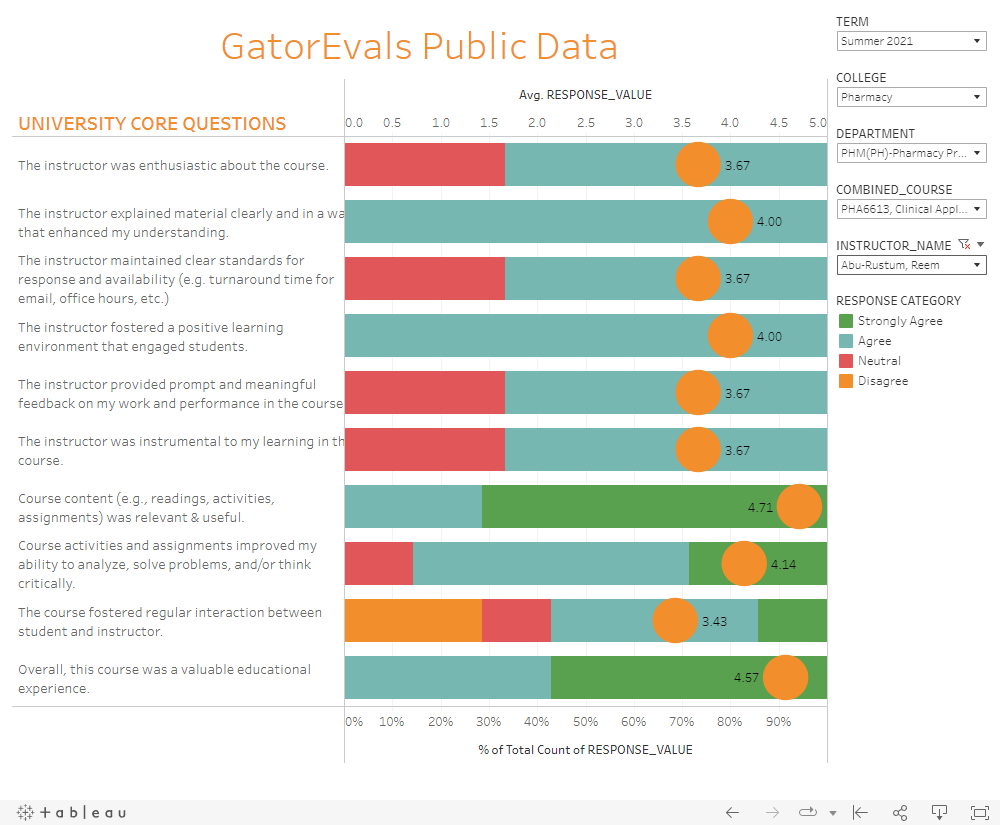 GatorEvals Public Data
Avg. RESPONSE_VALUE
UNIVERSITY CORE QUESTIONS
0.0 0.5 1.0 1.5 2.0 2.5 3.0 3.5 4.0 4.5 5.0
The instructor was enthusiastic about the course.
3.67
The instructor explained material clearly and in a wa
that enhanced my understanding.
4.00
The instructor maintained clear standards for
response and availability (e.g. turnaround time for
email, office hours, etc.)
3.67
The instructor fostered a positive learning
environment that engaged students.
4.00
The instructor provided prompt and meaningful
feedback on my work and performance in the course
3.67
The instructor was instrumental to my learning in th
course.
3.67
Course content (e.g., readings, activities,
assignments) was relevant & useful.
4.71
Course activities and assignments improved my
ability to analyze, solve problems, and/or think
critically.
4.14
The course fostered regular interaction between
student and instructor.
3.43
Overall, this course was a valuable educational
experience.
4.57
0% 10% 20% 30% 40% 50% 60% 70% 80% 90%
% of Total Count of RESPONSE_VALUE
TERM
Summer 2021
COLLEGE
Pharmacy
DEPARTMENT
PHM(PH)-Pharmacy Pr...
COMBINED_COURSE
PHA6613, Clinical Appl...
INSTRUCTOR_NAME
Abu-Rustum, Reem
RESPONSE CATEGORY
Strongly Agree
Agree
Neutral
Disagree
+ableau